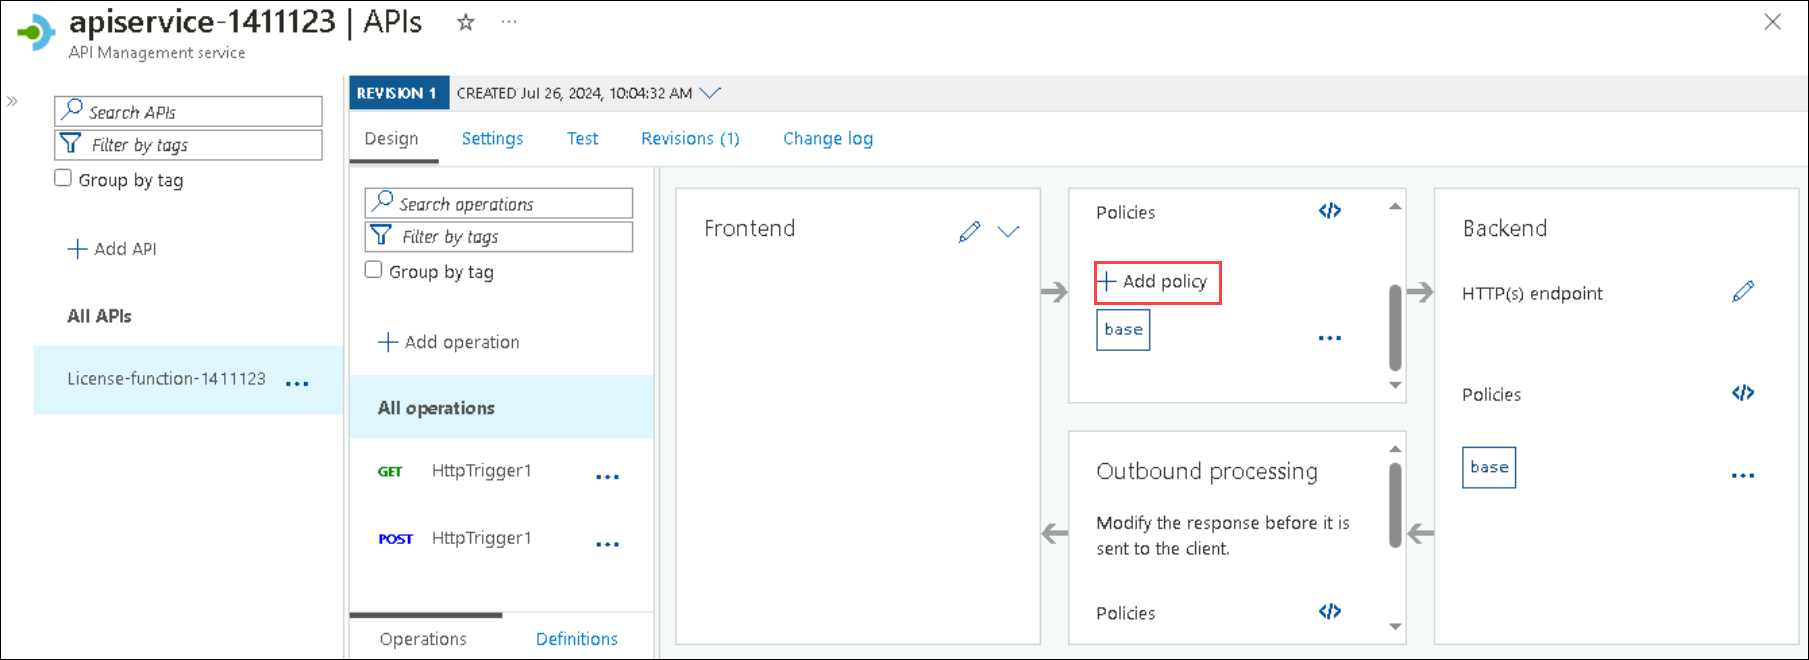 apiservice-1411123 | APIs
API Management service
Search APIs
Filter by tags
Group by tag
Add API
All APIs
License-function-1411123
REVISION 1 CREATED Jul 26, 2024, 10:04:32 AM
Design Settings Test Revisions (1) Change log
Search operations
Filter by tags
Group by tag
Add operation
All operations
GET HttpTrigger1
POST HttpTrigger1
Operations Definitions
Frontend
Policies
Add policy
base
Outbound processing
Modify the response before it is
sent to the client.
Policies
Backend
HTTP(s) endpoint
Policies
base